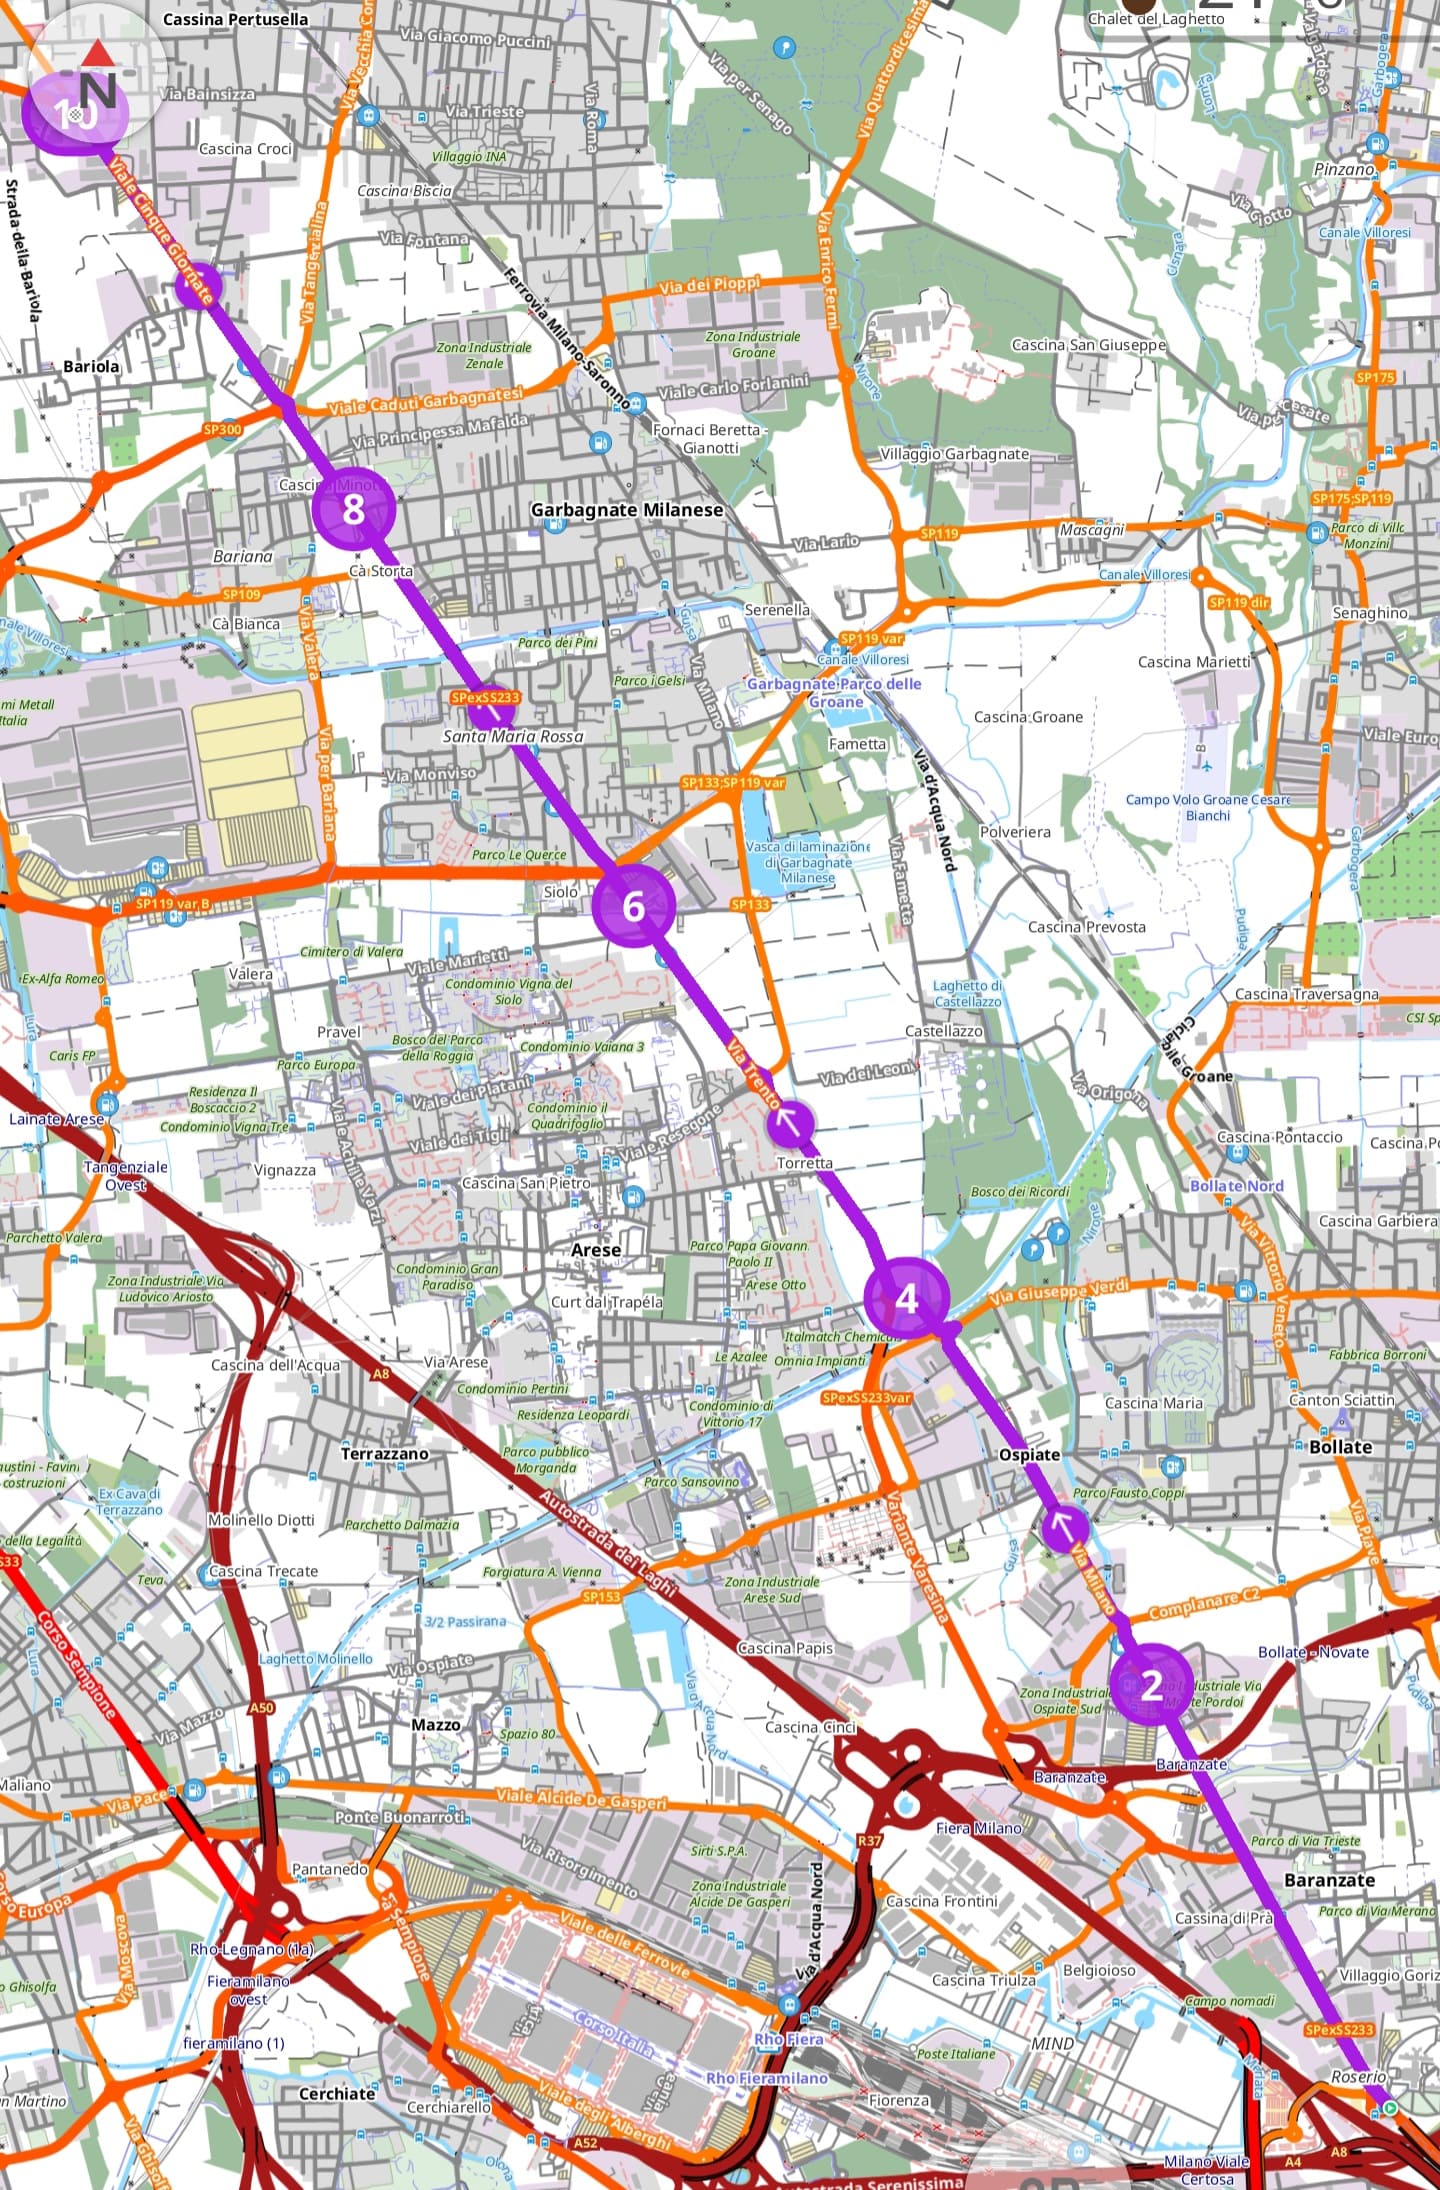 Cassina Pertusella
Via Giacomo Puccini
Chalet del Laghetto
Via Valgardena
Via Vecchia Com
Via Quattordicesima
Via per Senago
Garbogera
N
10
Via Bainsizza
Via Trieste
Via Roma
Cascina Croci
Villaggio INA
Pinzano
Cascina Biscia
Via Giotto
Strada della Bariola
Viale Cinque Giornate
Via Tangenzialina
Via Fontana
Via Enrico Fermi
Cisnara
Canale Villoresi
Ferrovia Milano-Saronno
Via dei Pioppi
Zona Industriale
Groane
Zona Industriale
Zenale
Cascina San Giuseppe
Bariola
Nirone
SP175
Viale Caduti Garbagnatesi
Viale Carlo Forlanini
Via per Cesate
SP300
Via Principessa Mafalda
Fornaci Beretta -
Gianotti
Villaggio Garbagnate
Cascina Minot
8
Garbagnate Milanese
SP175;SP119
Parco di Villa
Monzini
SP119
Mascagni
Via Lario
Bariana
Cà Storta
SP109
Canale Villoresi
SP119 dir
Serenella
Senaghino
Cà Bianca
Via Valera
Guisa
Canale Villoresi
Parco dei Pini
SP119 var
Canale Villoresi
Cascina Marietti
Parco i Gelsi
Via Milano
Garbagnate Parco delle
Groane
SPexSS233
mi Metall
Italia
Cascina Groane
Santa Maria Rossa
Fametta
Viale Euro
Via Monviso
Via per Bariana
SP133;SP119 var
Via d'Acqua Nord
Campo Volo Groane Cesare
Bianchi
Polveriera
Parco Le Querce
Vasca di laminazione
di Garbagnate
Milanese
Via Fametta
Garbogera
Siolo
6
SP119 var B
SP133
Cascina Prevosta
Pudiga
Cimitero di Valera
Viale Marietti
Valera
Ex-Alfa Romeo
Condominio Vigna del
Siolo
Laghetto di
Castellazzo
Cascina Traversagna
Lura
Pravel
Bosco del Parco
della Roggia
Condominio Vaiana 3
Castellazzo
CSI Sp
Caris FP
Parco Europa
Via Trento
Via dei Leoni
Ciclabile Groane
Residenza Il
Boscaccio 2
Viale dei Platani
Via Origona
Lainate Arese
Condominio Vigna Tre
Condominio il
Quadrifoglio
Viale Resegone
Viale dei Tigli
Viale Achille Varzi
Cascina Pontaccio
Cascina Po
Tangenziale
Ovest
Vignazza
Cascina San Pietro
Torretta
Bollate Nord
Bosco dei Ricordi
Nirone
Parchetto Valera
Arese
Parco Papa Giovann
Paolo II
Cascina Garbiera
Via Vittorio Veneto
Zona Industriale Via
Ludovico Ariosto
Condominio Gran
Paradiso
Arese Otto
4
Via Giuseppe Verdi
Curt dal Trapéla
Italmatch Chemica
Cascina dell'Acqua
A8
Via Arese
Le Azalee
Omnia Impianti
Fabbrica Borroni
Condominio Pertini
SPexSS233var
Cascina Maria
Canton Sciattin
Residenza Leopardi
Condominio di
Vittorio 17
Terrazzano
Ospiate
Bollate
Parco pubblico
Morganda
austini - Favini
costruzioni
Parco Sansovino
Parco Fausto Coppi
Ex Cava di
Terrazzano
Autostrada dei Laghi
Variante Varesina
Via Piave
Molinello Diotti
Parchetto Dalmazia
della Legalità
Guisa
Via Milano
S33
Cascina Trecate
Forgiatura A. Vienna
Teva
Zona Industriale
Arese Sud
SP153
Complanare C2
Corso Sempione
3/2 Passirana
Lura
Cascina Papis
Bollate - Novate
Laghetto Molinello
Via Ospiate
2
Zona Industriale
Ospiate Sud
dustriale Via
te Pordoi
A50
Via d'Acqua Nord
Via Mazzo
Mazzo
Spazio 80
Cascina Cinci
Pudiga
Baranzate
Baranzate
Maliano
Via Pace
Viale Alcide De Gasperi
Ponte Buonarroti
Fiera Milano
R37
Parco di Via Trieste
Via Risorgimento
Sirti S.P.A.
Pantanedo
Baranzate
Corso Europa
Zona Industriale
Alcide De Gasperi
Via d'Acqua Nord
Cascina Frontini
Parco di Via Merano
Cassina di Prà
Via Moscova
Rho-Legnano (1a)
Viale delle Ferrovie
Fieramilano
ovest
Belgioioso
Villaggio Goriz
o Ghisolfa
Cascina Triulza
Campo nomadi
Corso Italia
fieramilano (1)
Rho Fiera
MIND
SPexSS233
Poste Italiane
Rho Fieramilano
Roserio
Cerchiate
Cerchiarello
Fiorenza
n Martino
Viale degli Alberghi
Via Ghisol
A52
Olona
Milano Viale
Certosa
A4
A8
Autostrada Serenissima